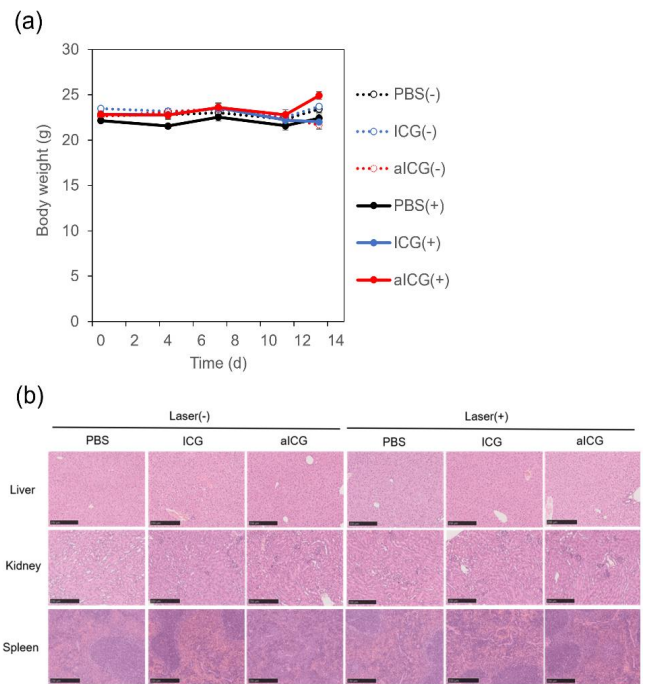 (a)
30
25
20
15
10
5
0
Body weight (g)
0 2 4 6 8 10 12 14
Time (d)
PBS(-)
ICG(-)
aICG(-)
PBS(+)
ICG(+)
aICG(+)
(b)
Laser(-) Laser(+)
PBS ICG aICG PBS ICG aICG
Liver
Kidney
Spleen